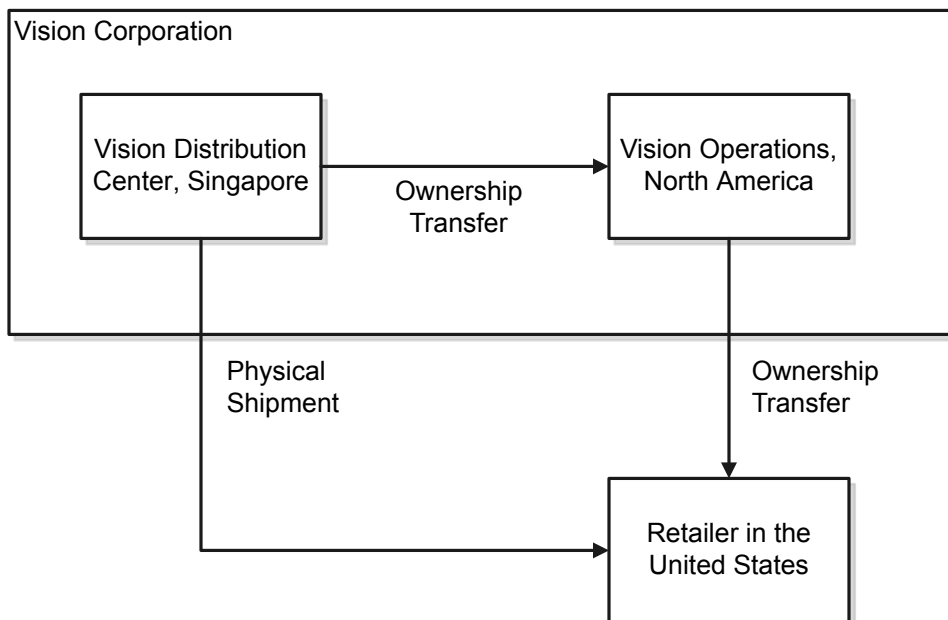 Vision Corporation
Vision Distribution
Center, Singapore
Vision Operations,
North America
Ownership
Transfer
Physical
Shipment
Ownership
Transfer
Retailer in the
United States